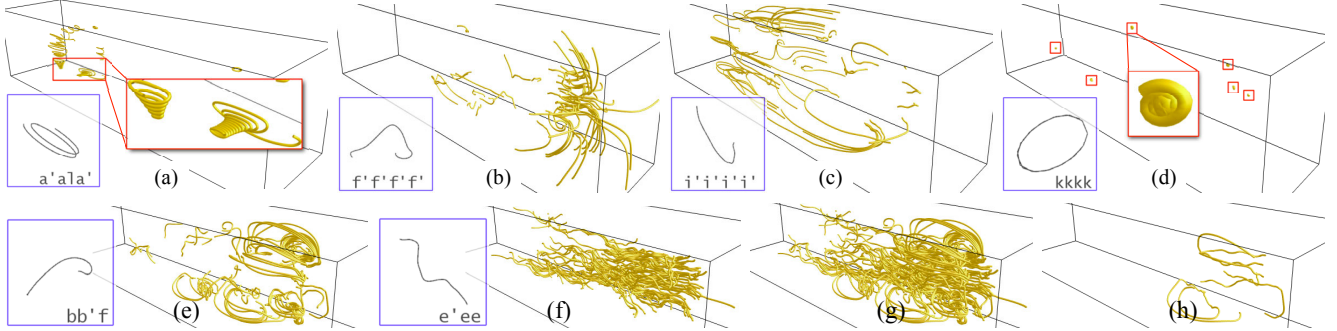 a'ala'
(a)
f'f'f'f'
(b)
i'i'i'i'
(c)
kkkk
(d)
bb'f
(e)
e'ee
(f)
(g)
(h)